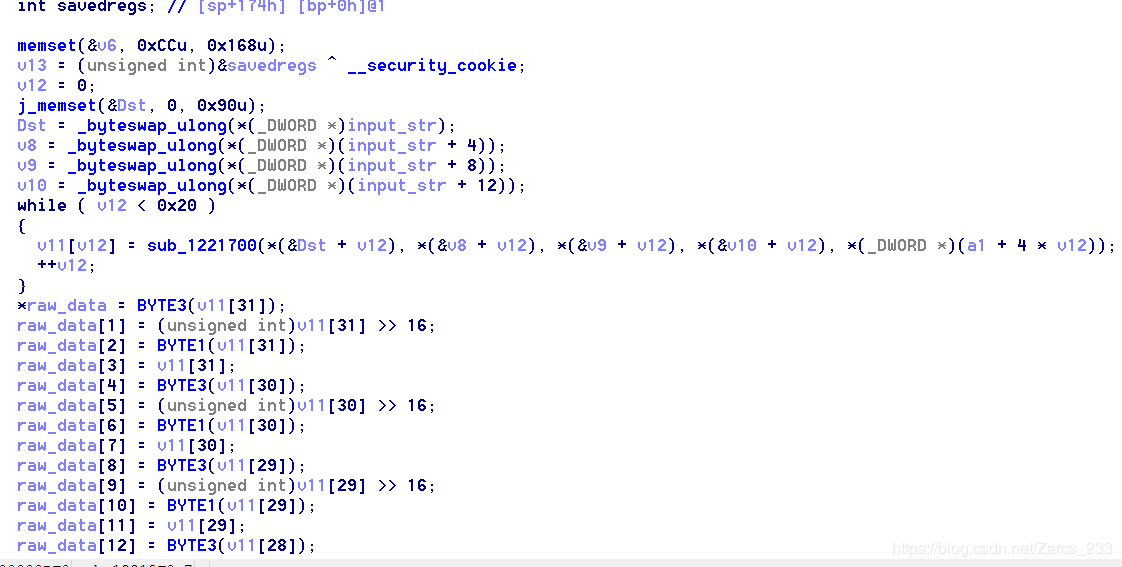 int savedregs; // [sp+174h] [bp+0h]@1
memset(&v6, 0xCCu, 0x168u);
v13 = (unsigned int)&savedregs ^ __security_cookie;
v12 = 0;
j_memset(&Dst, 0, 0x90u);
Dst = _byteswap_ulong(*(_DWORD *)input_str);
v8 = _byteswap_ulong(*(_DWORD *)(input_str + 4));
v9 = _byteswap_ulong(*(_DWORD *)(input_str + 8));
v10 = _byteswap_ulong(*(_DWORD *)(input_str + 12));
while ( v12 < 0x20 )
{
v11[v12] = sub_1221700(*(&Dst + v12), *(&v8 + v12), *(&v9 + v12), *(&v10 + v12), *(_DWORD *)(a1 + 4 * v12));
++v12;
}
*raw_data = BYTE3(v11[31]);
raw_data[1] = (unsigned int)v11[31] >> 16;
raw_data[2] = BYTE1(v11[31]);
raw_data[3] = v11[31];
raw_data[4] = BYTE3(v11[30]);
raw_data[5] = (unsigned int)v11[30] >> 16;
raw_data[6] = BYTE1(v11[30]);
raw_data[7] = v11[30];
raw_data[8] = BYTE3(v11[29]);
raw_data[9] = (unsigned int)v11[29] >> 16;
raw_data[10] = BYTE1(v11[29]);
raw_data[11] = v11[29];
raw_data[12] = BYTE3(v11[28]);
https://blog.csdn.net/Zarcs_233